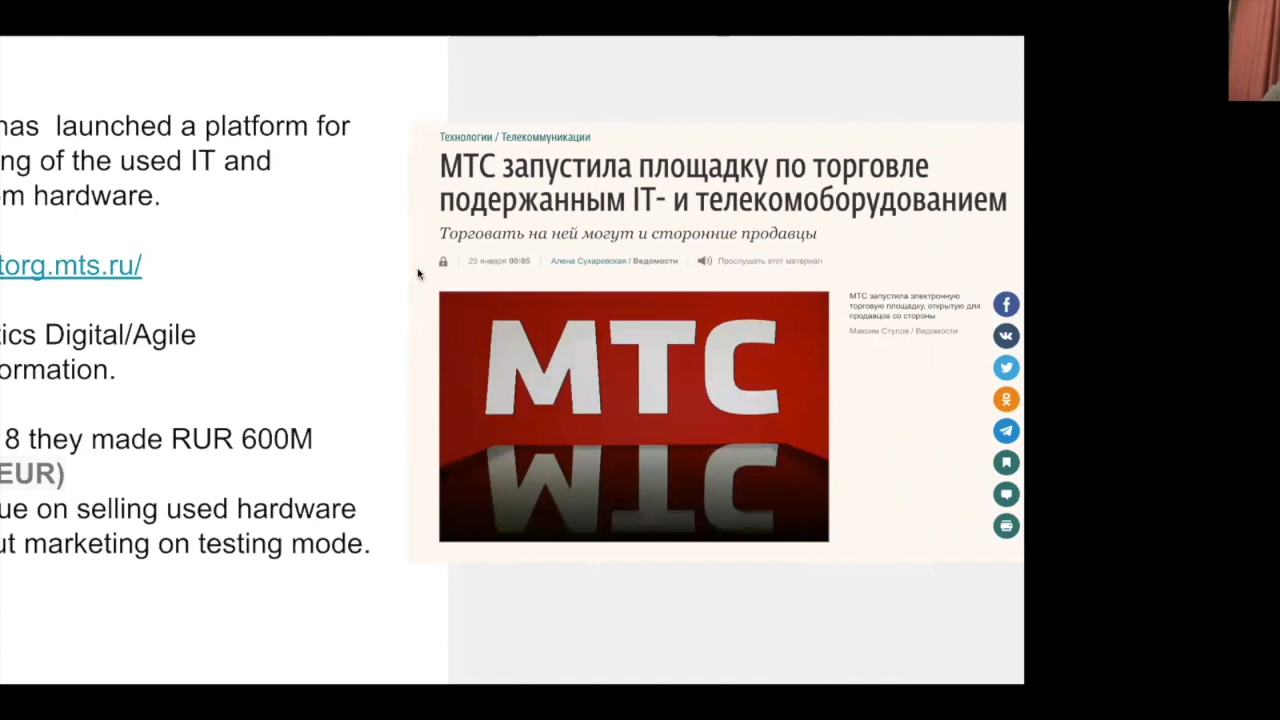 has launched a platform for
ng of the used IT and
m hardware.
torg.mts.ru/
tics Digital/Agile
ormation.
8 they made RUR 600M
EUR)
ue on selling used hardware
ut marketing on testing mode.
Технологии / Телекоммуникации
МТС запустила площадку по торговле
подержанным IT- и телекомоборудованием
Торговать на ней могут и сторонние продавцы
29 января 00:05 Алена Сухаревская / Ведомости Прослушать этот материал
МТС
МТС запустила электронную
торговую площадку, открытую для
продавцов со стороны
Максим Стулов / Ведомости